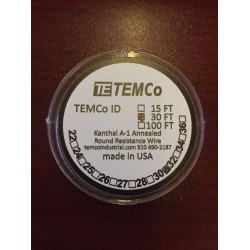 TE TEMCo
TEMCo ID
15 FT
30 FT
100 FT
Kanthal A-1 Annealed
Round Resistance Wire
temcoindustrial.com 510 490-2187
made in USA
22 24 25 26 27 28 30 32 34 36